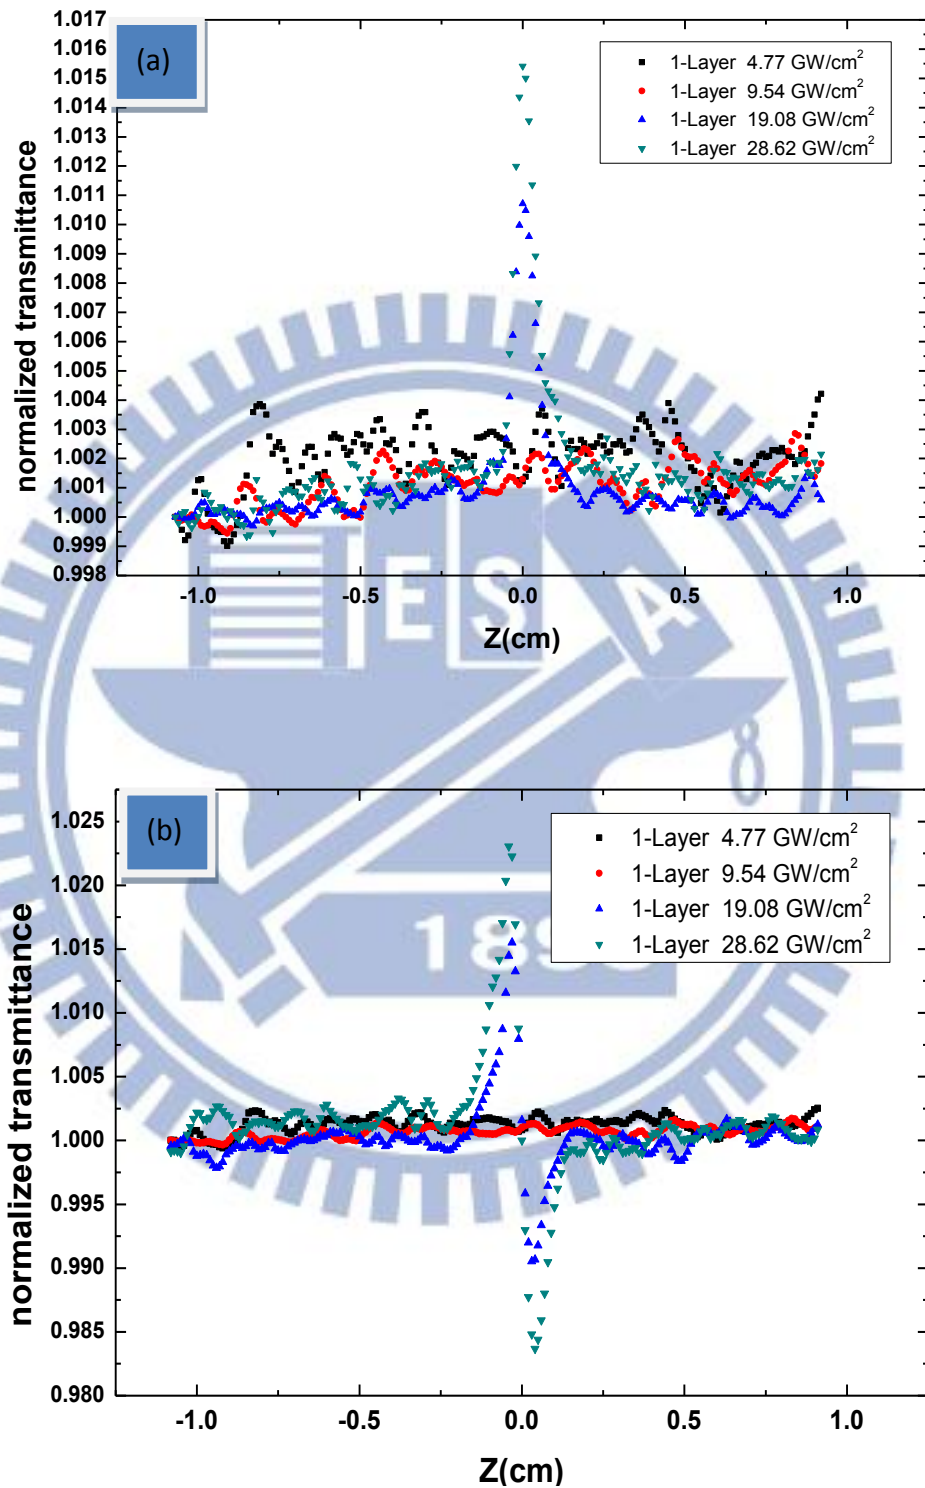 (a)
1-Layer 4.77 GW/cm²
1-Layer 9.54 GW/cm²
1-Layer 19.08 GW/cm²
1-Layer 28.62 GW/cm²
normalized transmittance
1.017
1.016
1.015
1.014
1.013
1.012
1.011
1.010
1.009
1.008
1.007
1.006
1.005
1.004
1.003
1.002
1.001
1.000
0.999
0.998
-1.0 -0.5 0.0 0.5 1.0
Z(cm)
E S A
(b)
1-Layer 4.77 GW/cm²
1-Layer 9.54 GW/cm²
1-Layer 19.08 GW/cm²
1-Layer 28.62 GW/cm²
normalized transmittance
1.025
1.020
1.015
1.010
1.005
1.000
0.995
0.990
0.985
0.980
1896
-1.0 -0.5 0.0 0.5 1.0
Z(cm)